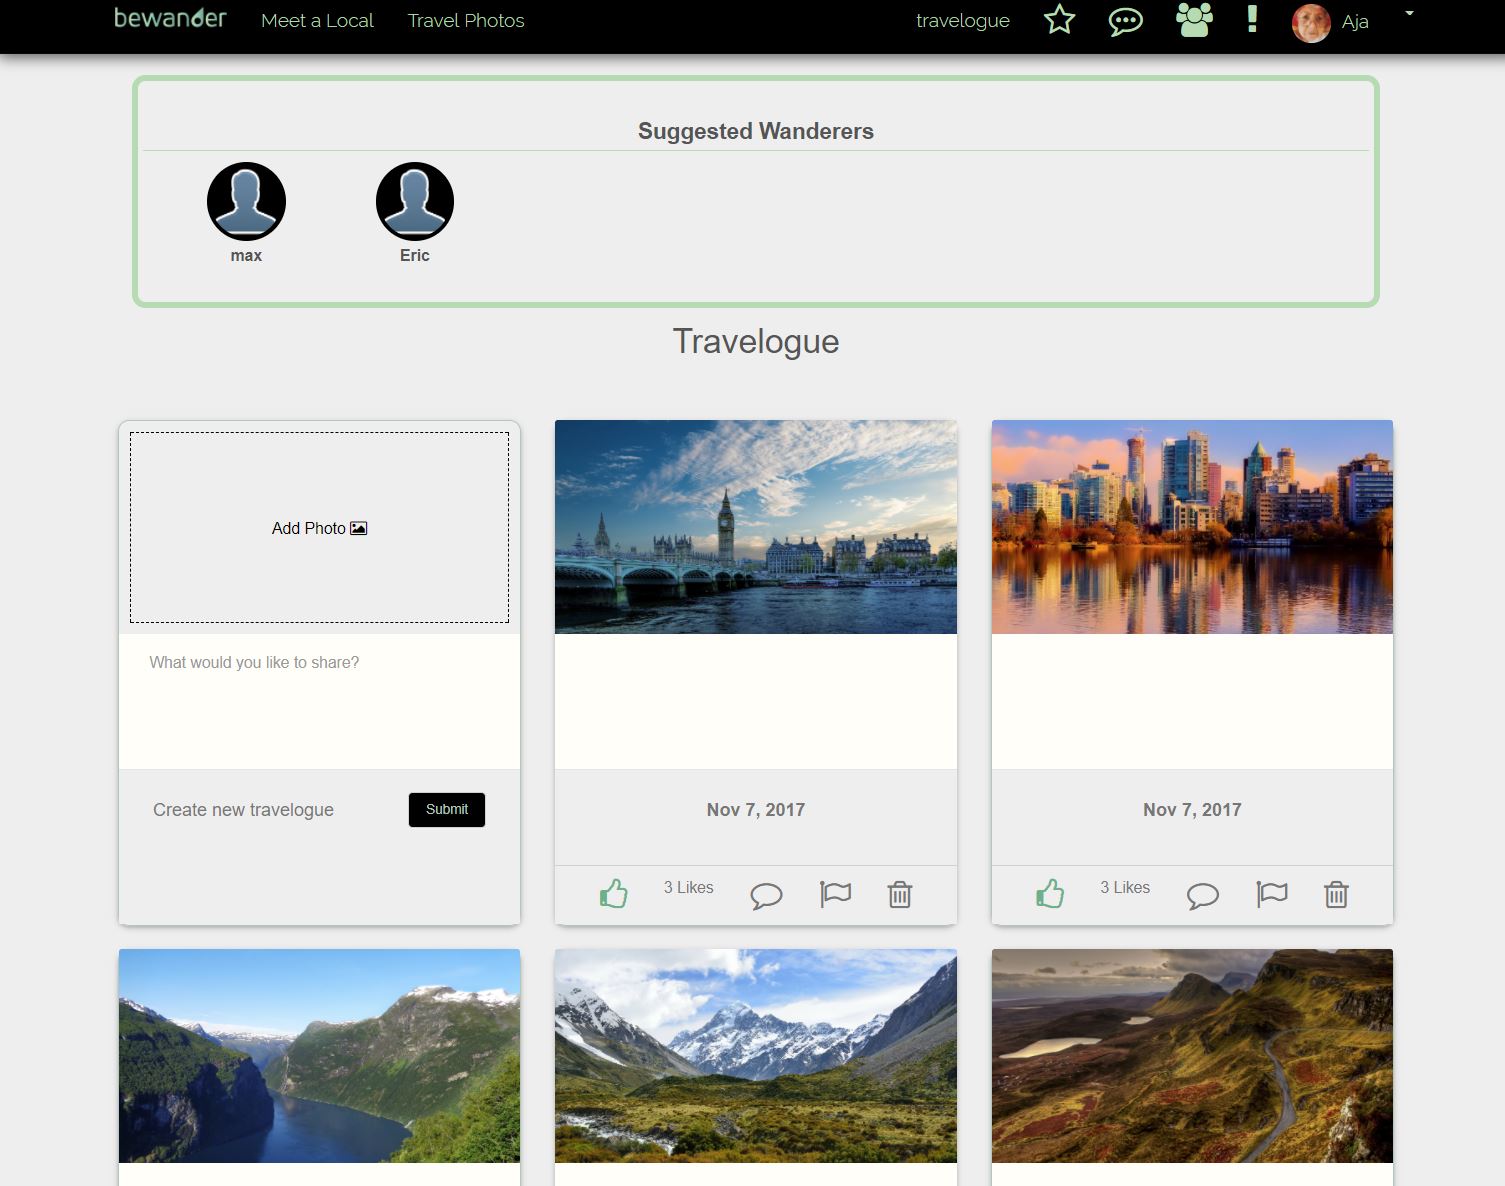 bewander Meet a Local Travel Photos travelogue Aja
Suggested Wanderers
max Eric
Travelogue
Add Photo
What would you like to share?
Create new travelogue Submit
Nov 7, 2017
3 Likes
Nov 7, 2017
3 Likes